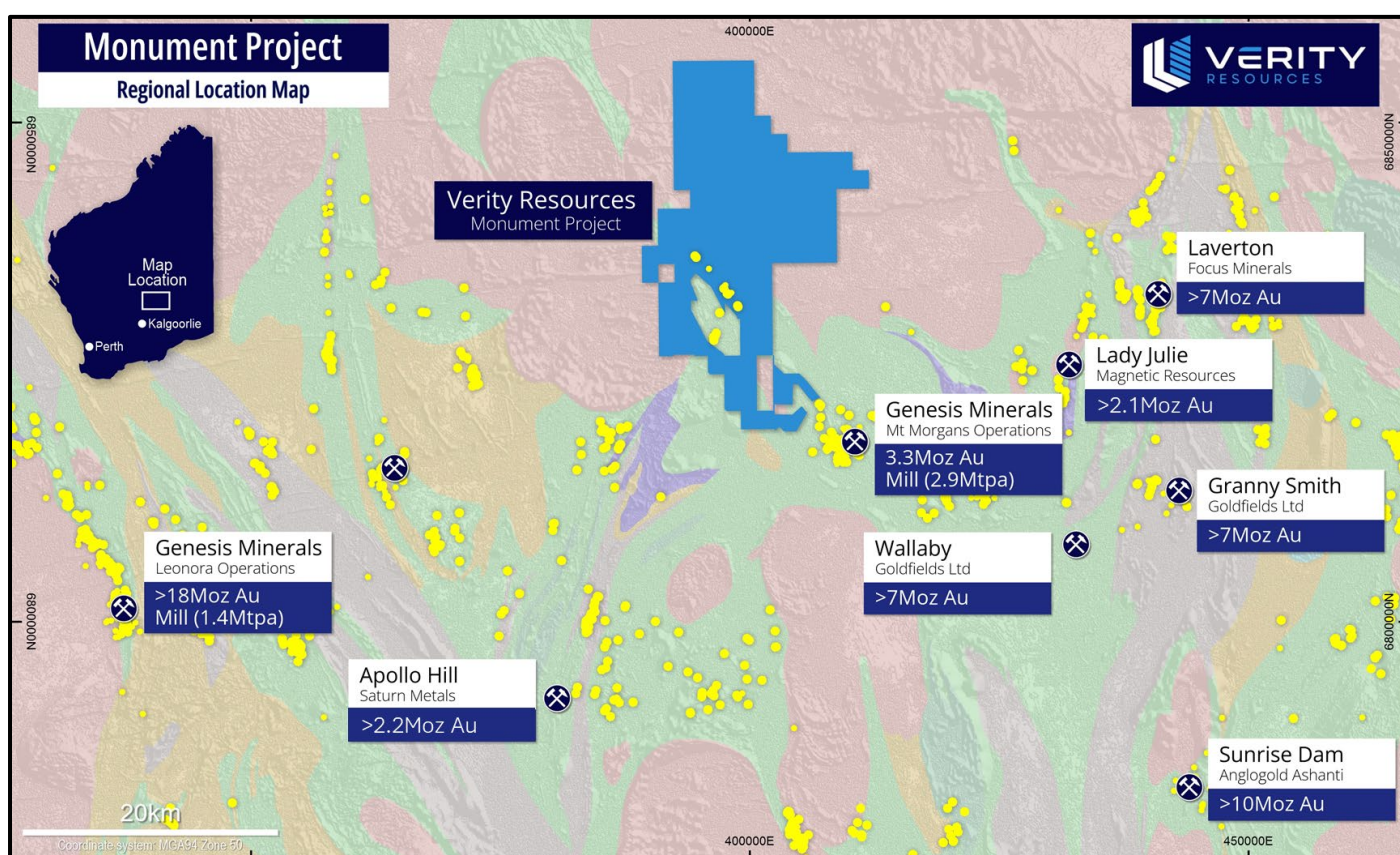 Monument Project
Regional Location Map
400000E
VERITY
RESOURCES
6850000N
6850000N
Map
Location
Kalgoorlie
Perth
Verity Resources
Monument Project
Laverton
Focus Minerals
>7Moz Au
Lady Julie
Magnetic Resources
>2.1Moz Au
Genesis Minerals
Mt Morgans Operations
3.3Moz Au
Mill (2.9Mtpa)
Granny Smith
Goldfields Ltd
>7Moz Au
Wallaby
Goldfields Ltd
>7Moz Au
Genesis Minerals
Leonora Operations
>18Moz Au
Mill (1.4Mtpa)
6800000N
6800000N
Apollo Hill
Saturn Metals
>2.2Moz Au
Sunrise Dam
Anglogold Ashanti
>10Moz Au
20km
Coordinate system: MGA94 Zone 50
400000E
450000E